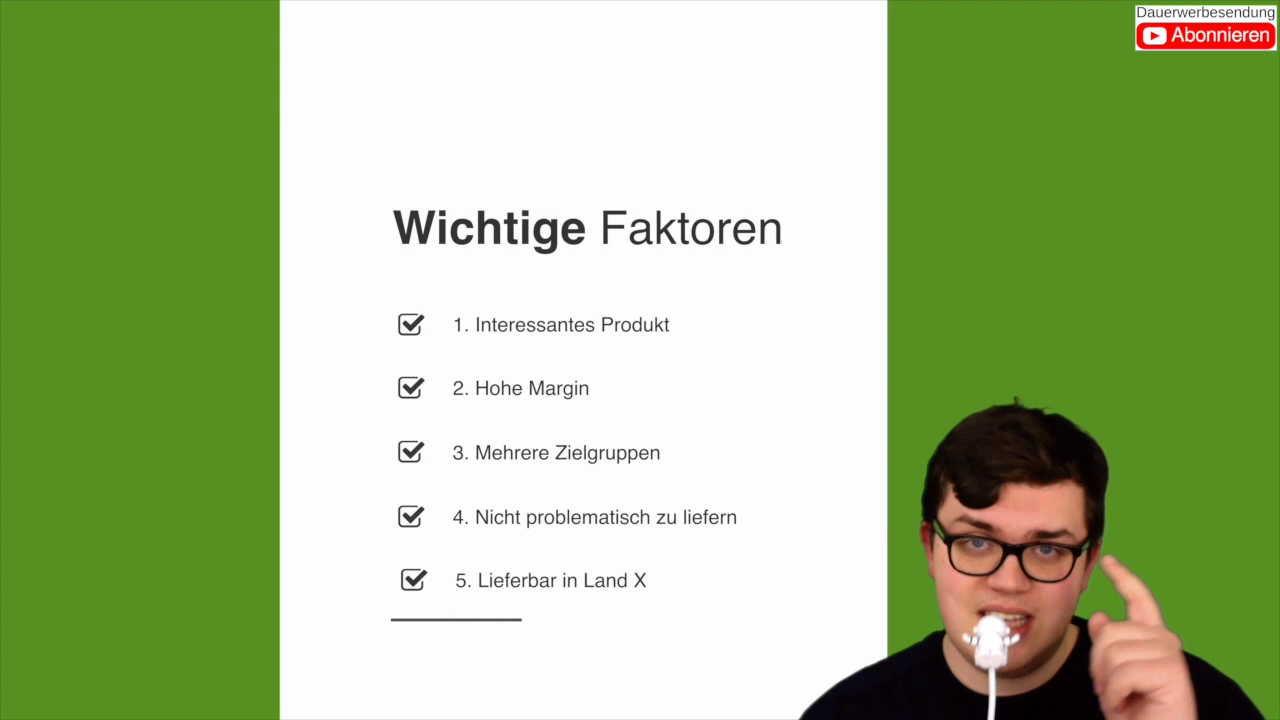 Dauerwerbesendung
Abonnieren
Wichtige Faktoren
1. Interessantes Produkt
2. Hohe Margin
3. Mehrere Zielgruppen
4. Nicht problematisch zu liefern
5. Lieferbar in Land X